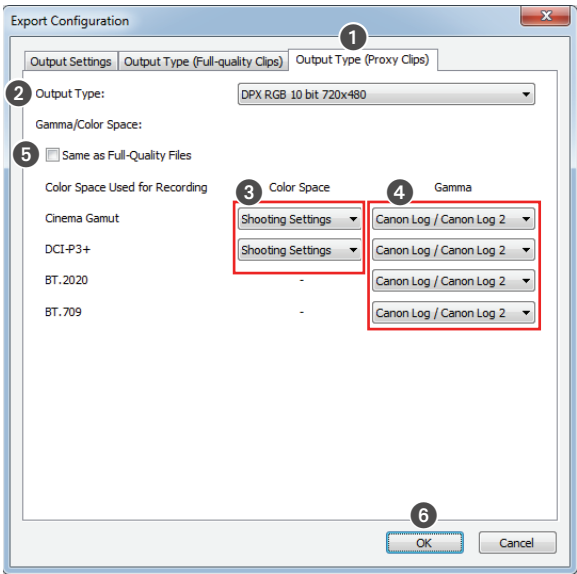 Export Configuration
1
Output Settings Output Type (Full-quality Clips) Output Type (Proxy Clips)
2 Output Type: DPX RGB 10 bit 720x480
Gamma/Color Space:
5 Same as Full-Quality Files
Color Space Used for Recording 3 Color Space 4 Gamma
Cinema Gamut Shooting Settings Canon Log / Canon Log 2
DCI-P3+ Shooting Settings Canon Log / Canon Log 2
BT.2020 - Canon Log / Canon Log 2
BT.709 - Canon Log / Canon Log 2
6
OK Cancel